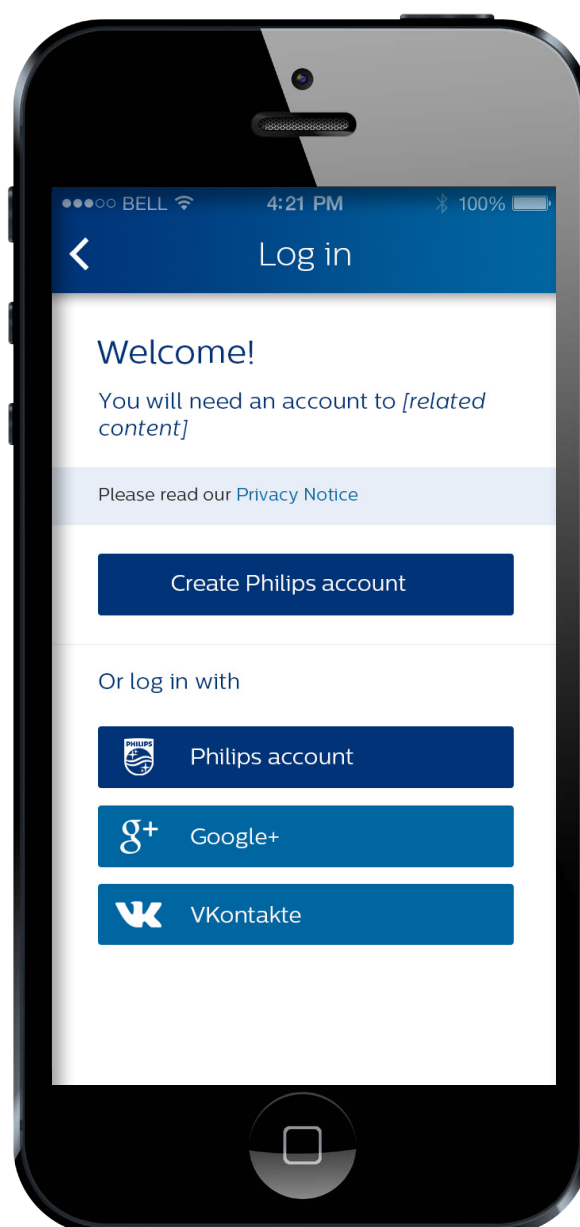 BELL 4:21 PM 100%
Log in
Welcome!
You will need an account to [related
content]
Please read our Privacy Notice
Create Philips account
Or log in with
PHILIPS
Philips account
g+ Google+
VK VKontakte